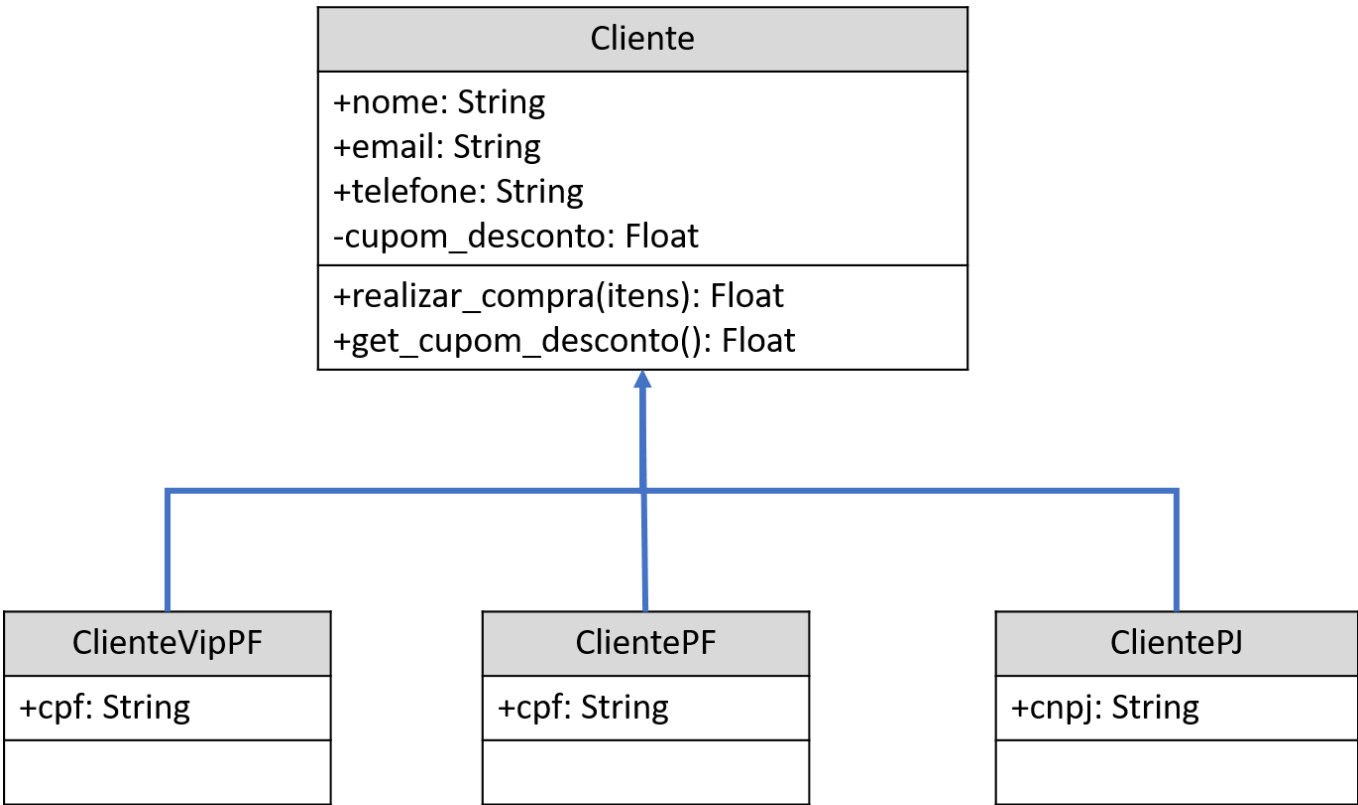 Cliente
+nome: String
+email: String
+telefone: String
-cupom_desconto: Float
+realizar_compra(itens): Float
+get_cupom_desconto(): Float
ClienteVipPF
+cpf: String
ClientePF
+cpf: String
ClientePJ
+cnpj: String